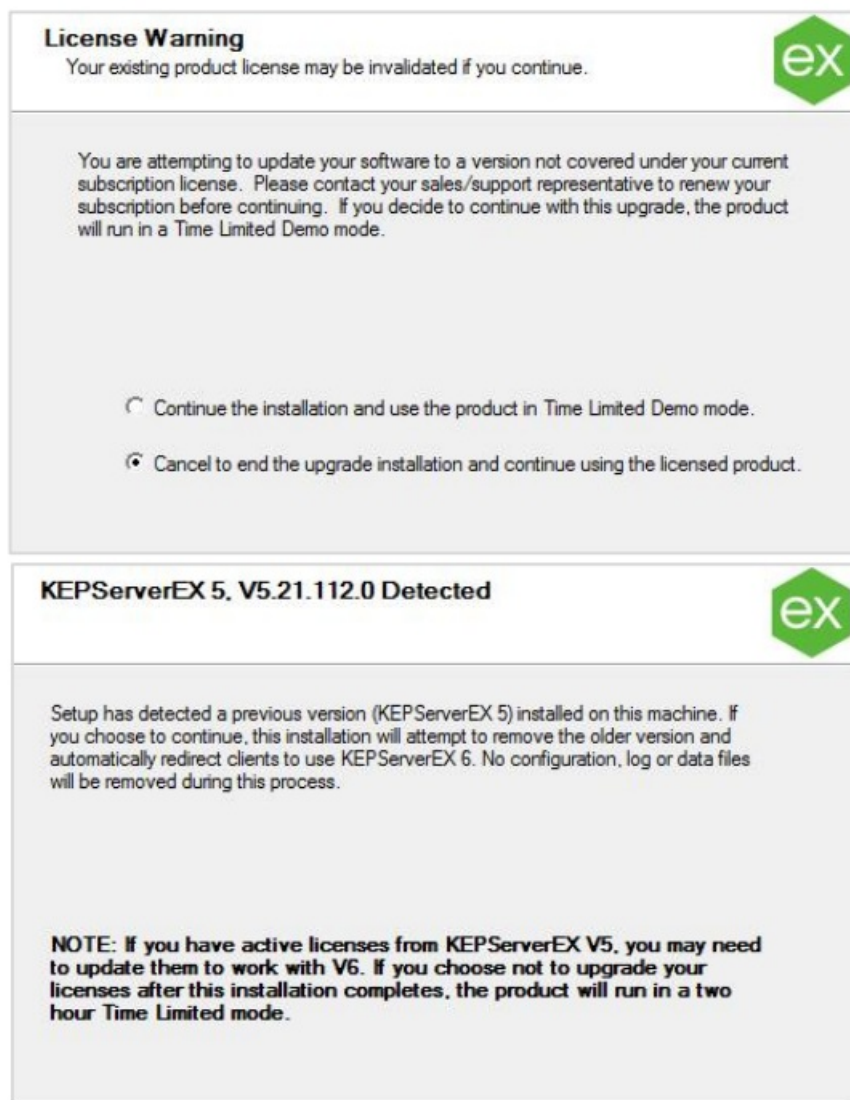 License Warning
Your existing product license may be invalidated if you continue.
ex
You are attempting to update your software to a version not covered under your current
subscription license. Please contact your sales/support representative to renew your
subscription before continuing. If you decide to continue with this upgrade, the product
will run in a Time Limited Demo mode.
Continue the installation and use the product in Time Limited Demo mode.
Cancel to end the upgrade installation and continue using the licensed product.
KEPServerEX 5, V5.21.112.0 Detected
ex
Setup has detected a previous version (KEPServerEX 5) installed on this machine. If
you choose to continue, this installation will attempt to remove the older version and
automatically redirect clients to use KEPServerEX 6. No configuration, log or data files
will be removed during this process.
NOTE: If you have active licenses from KEPServerEX V5, you may need
to update them to work with V6. If you choose not to upgrade your
licenses after this installation completes, the product will run in a two
hour Time Limited mode.